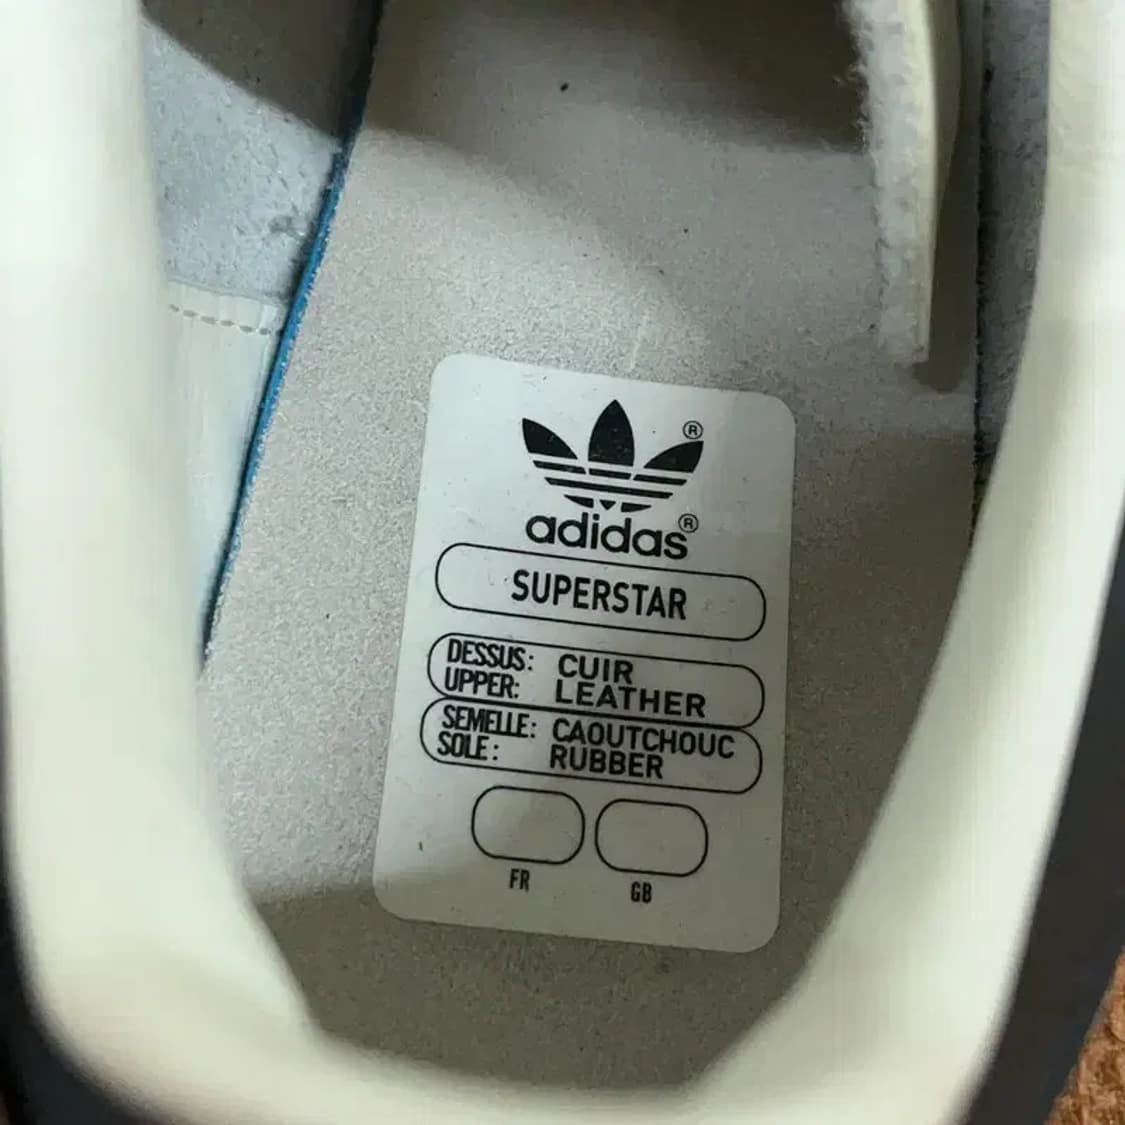 ®
adidas®
SUPERSTAR
DESSUS: CUIR
UPPER: LEATHER
SEMELLE: CAOUTCHOUC
SOLE: RUBBER
FR GB